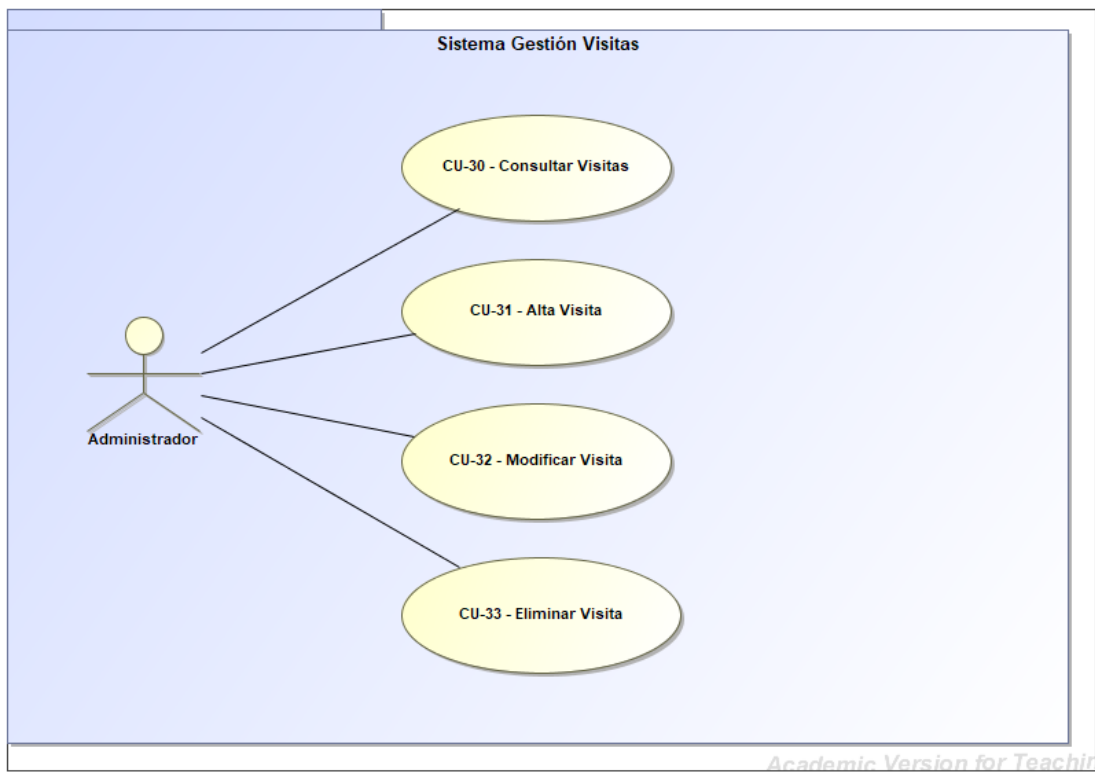 Sistema Gestión Visitas
CU-30 - Consultar Visitas
CU-31 - Alta Visita
Administrador
CU-32 - Modificar Visita
CU-33 - Eliminar Visita
Academic Version for Teachin